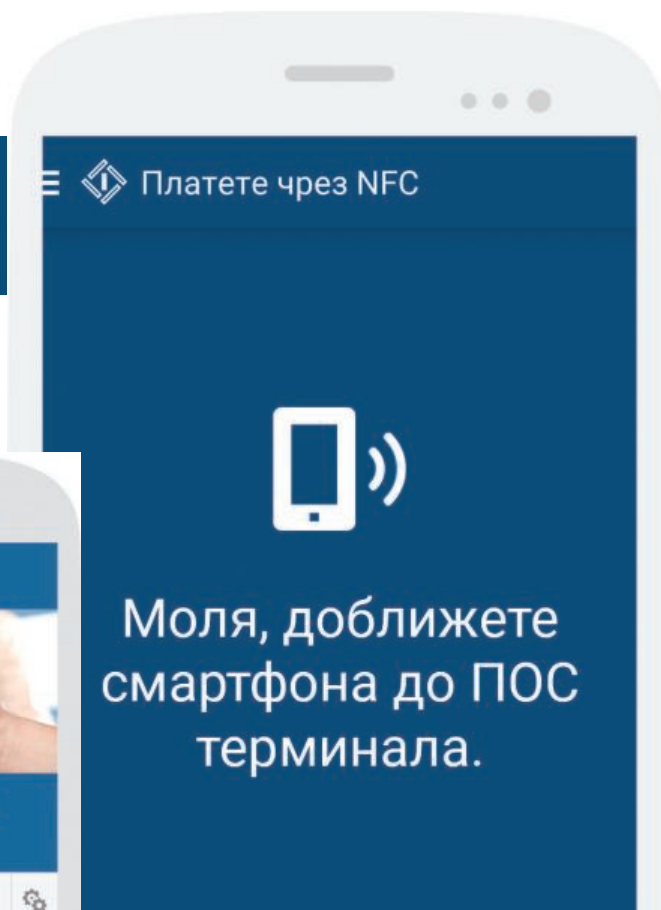 Платете чрез NFC
Моля, доближете
смартфона до ПОС
терминала.